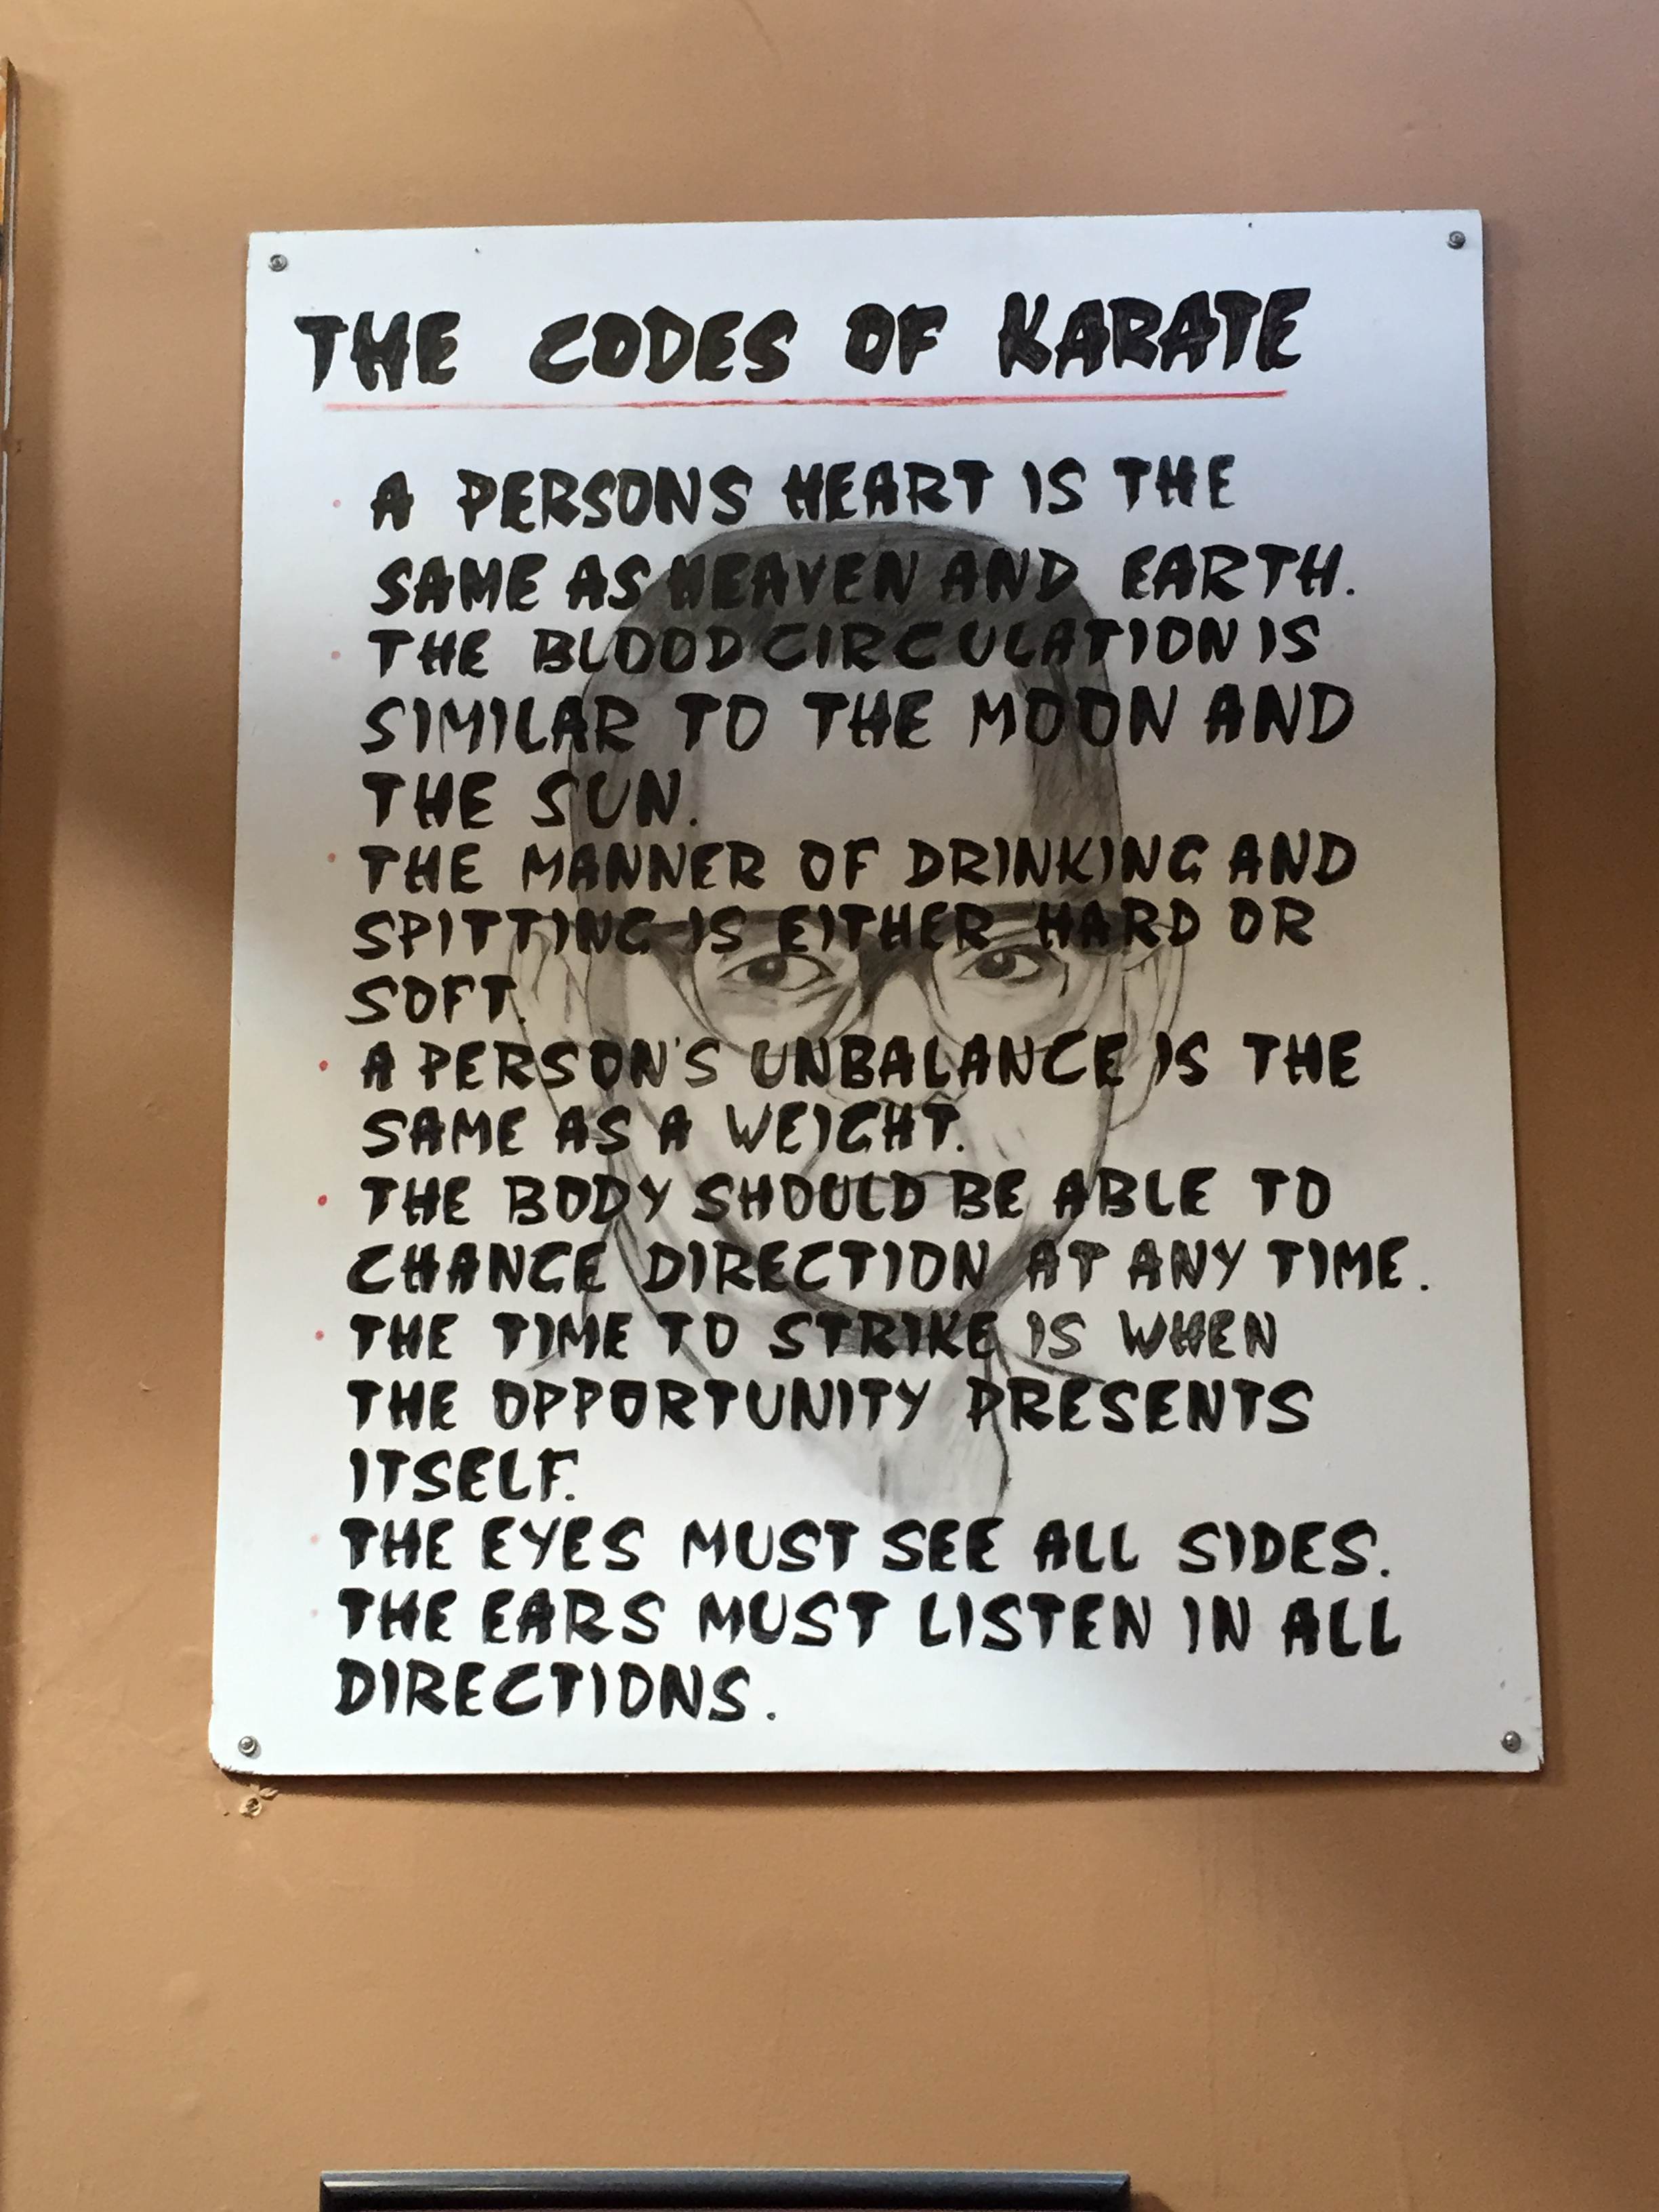 THE CODES OF KARATE
· A PERSONS HEART IS THE
SAME AS HEAVEN AND EARTH.
· THE BLOOD CIRCULATION IS
SIMILAR TO THE MOON AND
THE SUN.
· THE MANNER OF DRINKING AND
SPITTING IS EITHER HARD OR
SOFT.
· A PERSON'S UNBALANCE IS THE
SAME AS A WEIGHT.
· THE BODY SHOULD BE ABLE TO
CHANGE DIRECTION AT ANY TIME.
· THE TIME TO STRIKE IS WHEN
THE OPPORTUNITY PRESENTS
ITSELF.
· THE EYES MUST SEE ALL SIDES.
· THE EARS MUST LISTEN IN ALL
DIRECTIONS.